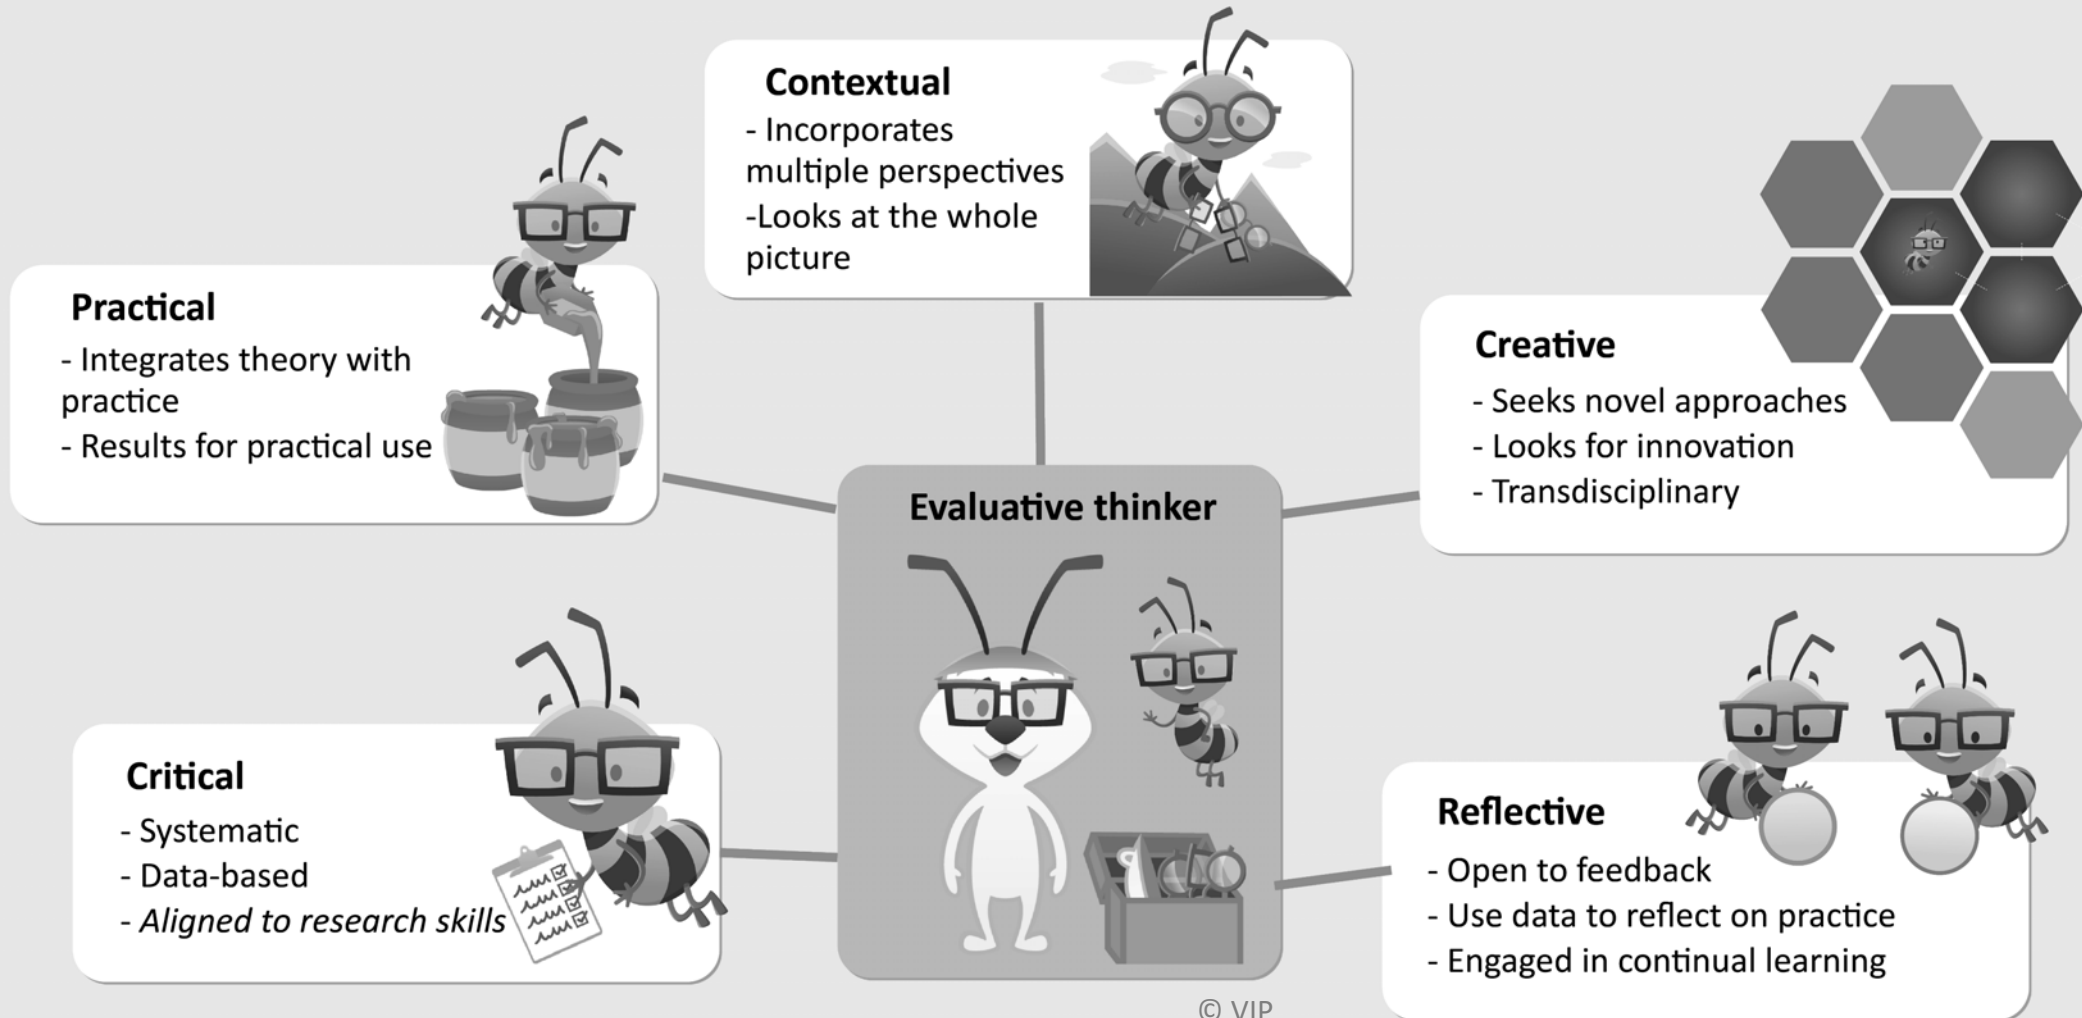 Contextual
- Incorporates
multiple perspectives
-Looks at the whole
picture
Practical
- Integrates theory with
practice
- Results for practical use
Creative
- Seeks novel approaches
- Looks for innovation
- Transdisciplinary
Evaluative thinker
Critical
- Systematic
- Data-based
- Aligned to research skills
Reflective
- Open to feedback
- Use data to reflect on practice
- Engaged in continual learning
© VIP